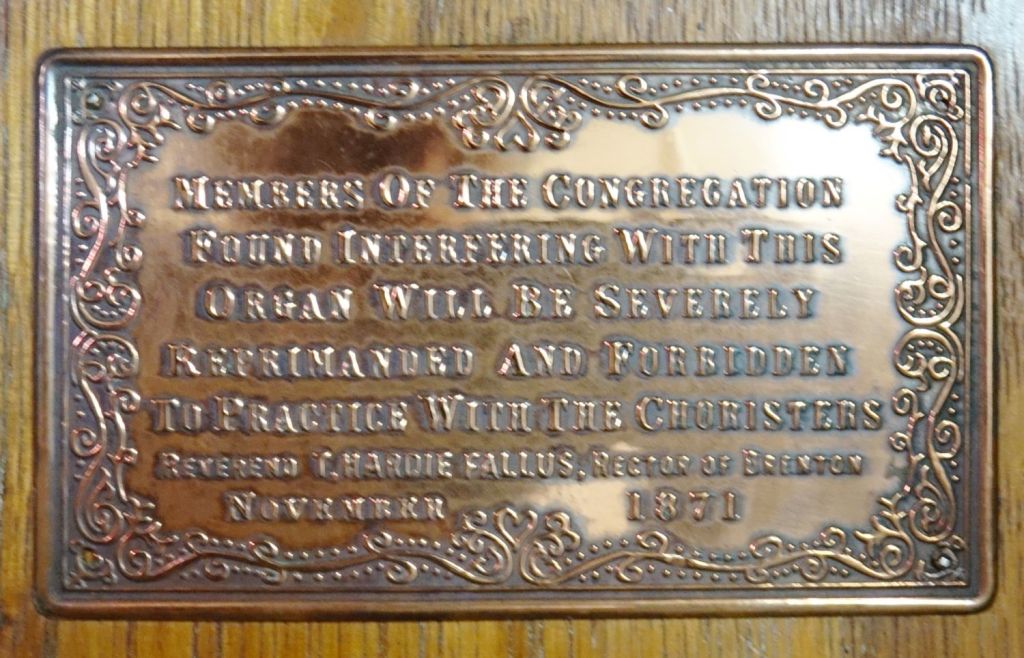 Members Of The Congregation
Found Interfering With This
Organ Will Be Severely
Reprimanded And Forbidden
To Practice With The Choristers
Reverend T. Hardie Fallus, Rector of Brenton
November 1871